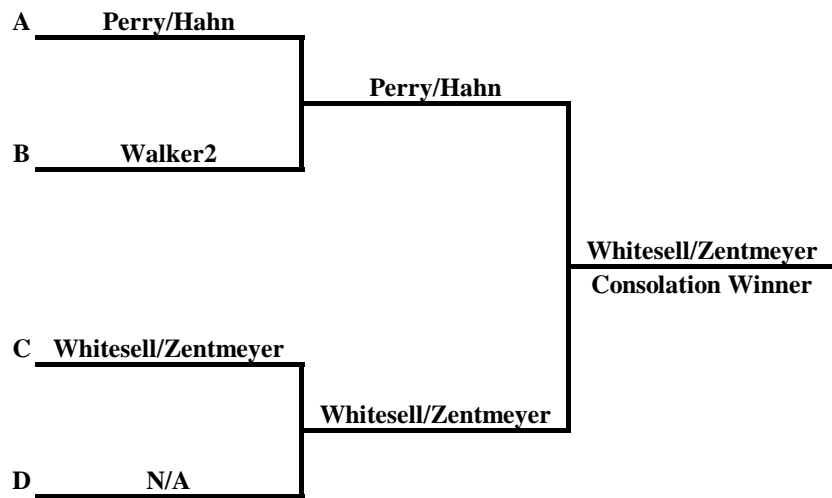 A Perry/Hahn
Perry/Hahn
B Walker2
Whitesell/Zentmeyer
Consolation Winner
C Whitesell/Zentmeyer
Whitesell/Zentmeyer
D N/A